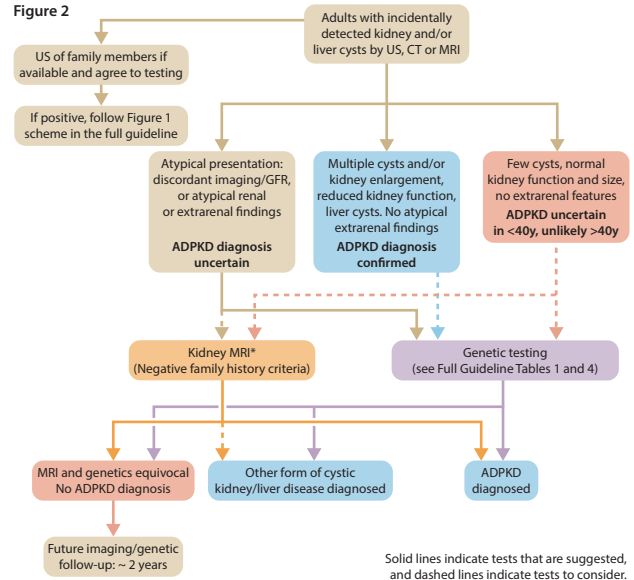 Figure 2
Adults with incidentally
detected kidney and/or
liver cysts by US, CT or MRI
US of family members if
available and agree to testing
If positive, follow Figure 1
scheme in the full guideline
Atypical presentation:
discordant imaging/GFR,
or atypical renal
or extrarenal findings
ADPKD diagnosis
uncertain
Multiple cysts and/or
kidney enlargement,
reduced kidney function,
liver cysts. No atypical
extrarenal findings
ADPKD diagnosis
confirmed
Few cysts, normal
kidney function and size,
no extrarenal features
ADPKD uncertain
in <40y, unlikely >40y
Kidney MRI*
(Negative family history criteria)
Genetic testing
(see Full Guideline Tables 1 and 4)
MRI and genetics equivocal
No ADPKD diagnosis
Other form of cystic
kidney/liver disease diagnosed
ADPKD
diagnosed
Future imaging/genetic
follow-up: ~ 2 years
Solid lines indicate tests that are suggested,
and dashed lines indicate tests to consider.